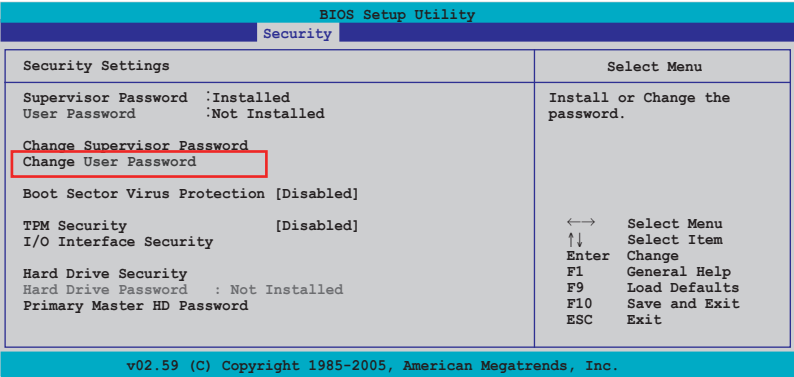 BIOS Setup Utility
Security
Security Settings
Supervisor Password :Installed
User Password :Not Installed
Change Supervisor Password
Change User Password
Boot Sector Virus Protection [Disabled]
TPM Security [Disabled]
I/O Interface Security
Hard Drive Security
Hard Drive Password : Not Installed
Primary Master HD Password
Select Menu
Install or Change the
password.
←→ Select Menu
↑↓ Select Item
Enter Change
F1 General Help
F9 Load Defaults
F10 Save and Exit
ESC Exit
v02.59 (C) Copyright 1985-2005, American Megatrends, Inc.